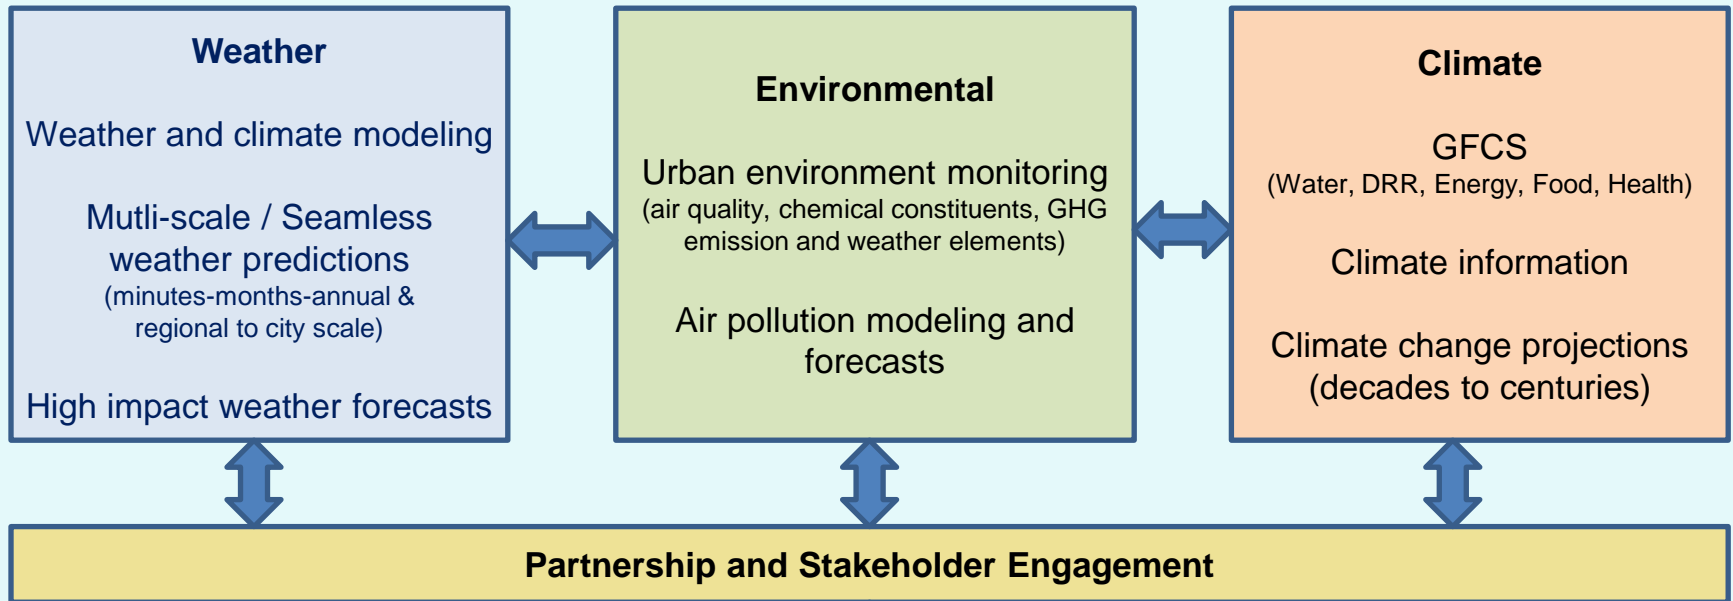 Weather
Weather and climate modeling
Mutli-scale / Seamless
weather predictions
(minutes-months-annual &
regional to city scale)
High impact weather forecasts
Environmental
Urban environment monitoring
(air quality, chemical constituents, GHG
emission and weather elements)
Air pollution modeling and
forecasts
Climate
GFCS
(Water, DRR, Energy, Food, Health)
Climate information
Climate change projections
(decades to centuries)
Partnership and Stakeholder Engagement